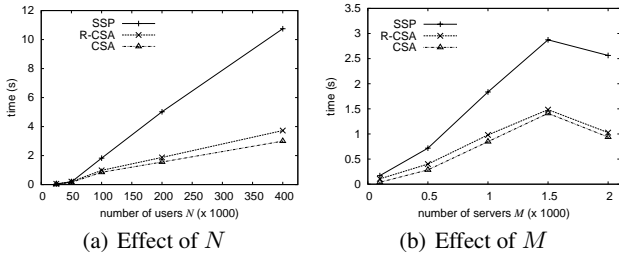 SSP
R-CSA
CSA
12
10
8
6
4
2
0
time (s)
0 50 100 150 200 250 300 350 400
number of users N (x 1000)
(a) Effect of N
SSP
R-CSA
CSA
3.5
3
2.5
2
1.5
1
0.5
0
time (s)
0.5 1 1.5 2
number of servers M (x 1000)
(b) Effect of M